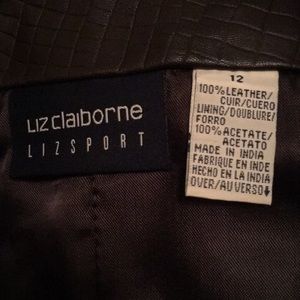 Liz claiborne
LIZSPORT
12
100% LEATHER/
CUIR/CUERO
LINING/DOUBLURE/
FORRO
100% ACETATE/
ACETATO
MADE IN INDIA
FABRIQUE EN INDE
HECHO EN LA INDIA
OVER/AU VERSO